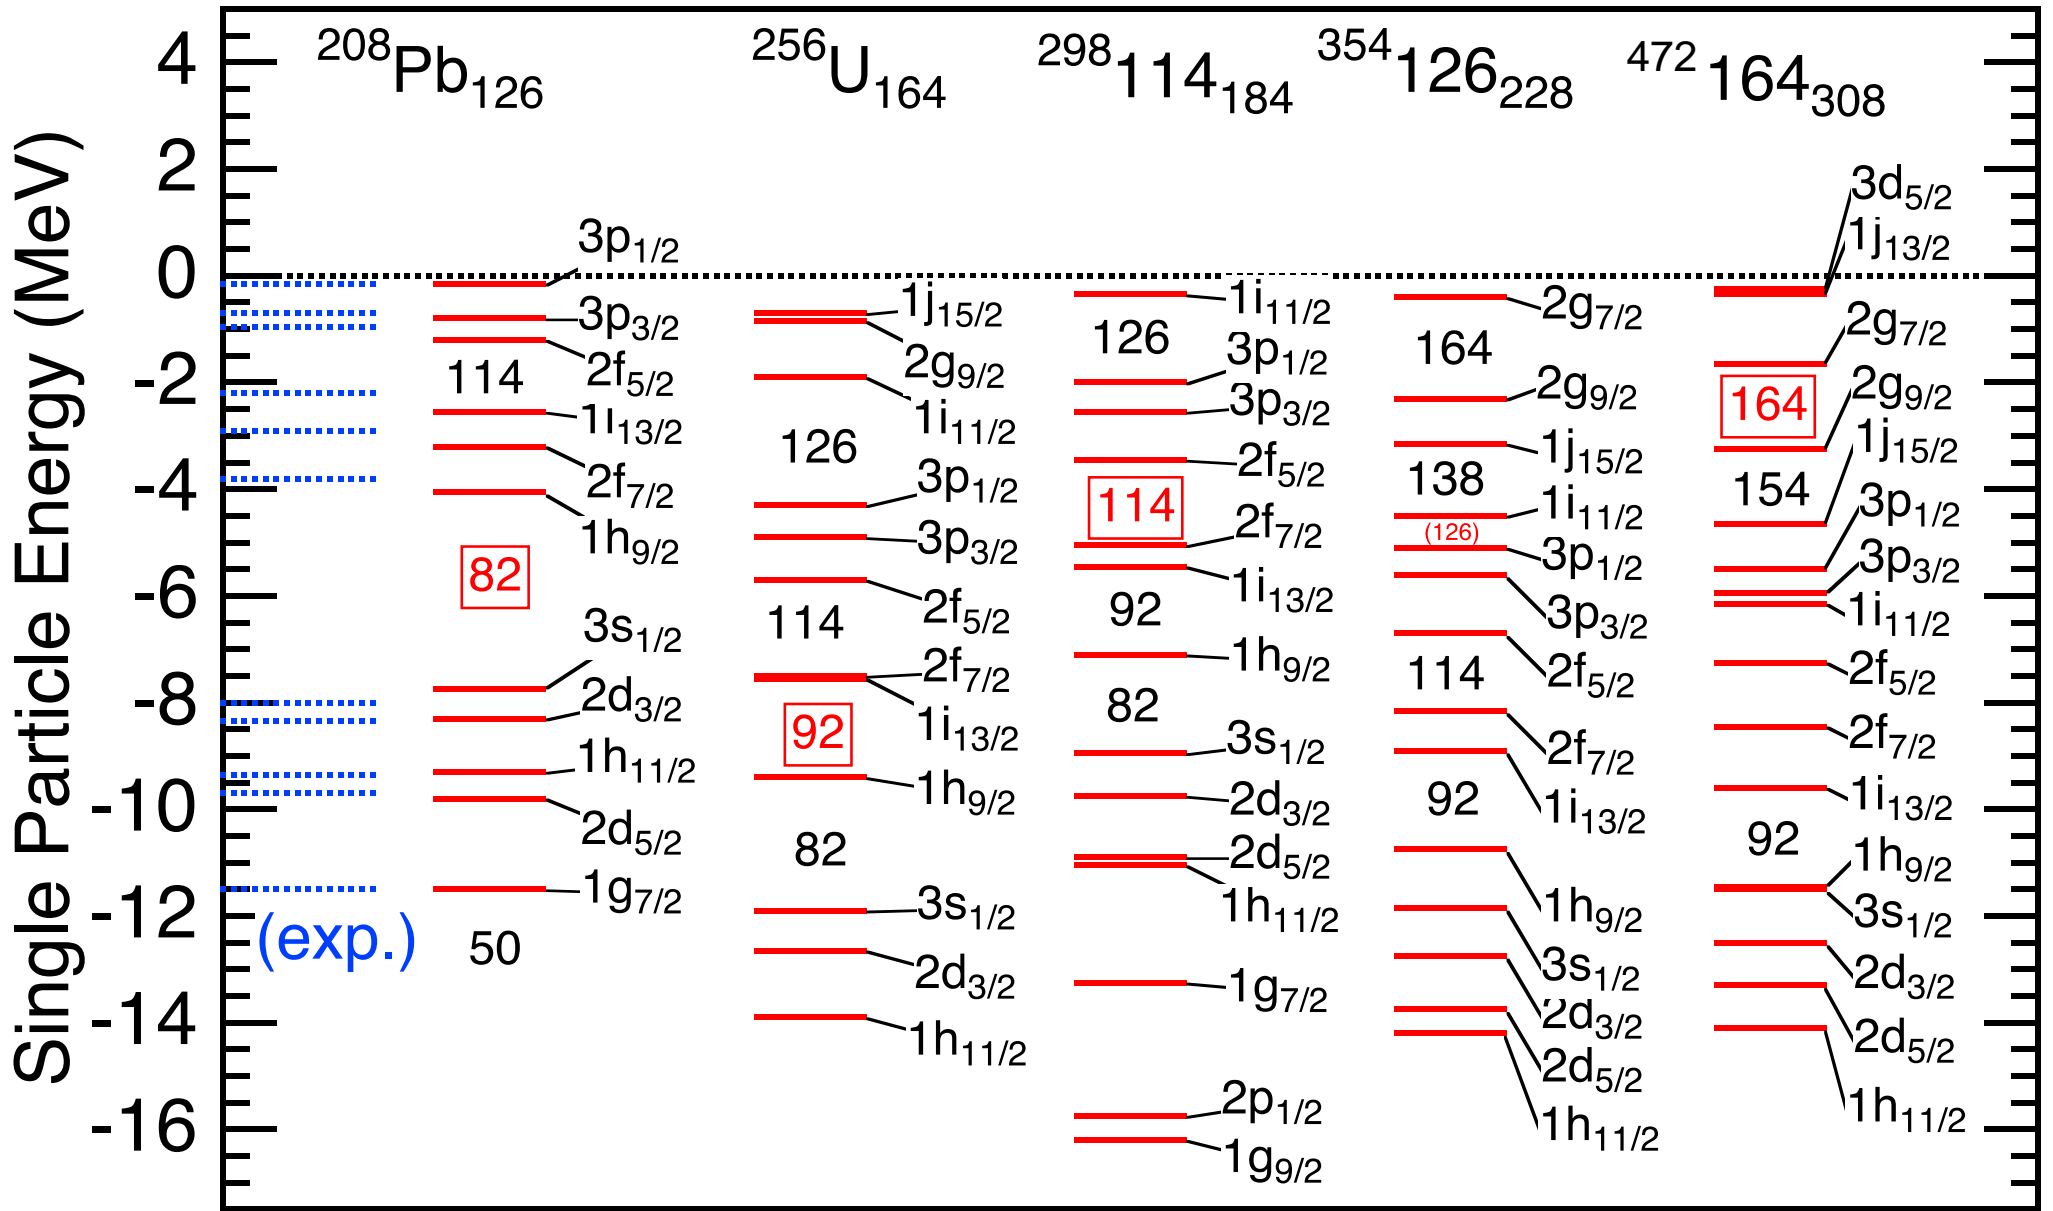 Single Particle Energy (MeV)
4
2
0
-2
-4
-6
-8
-10
-12
-14
-16
(exp.)
208Pb126
3p1/2
3p3/2
2f5/2
114
1i13/2
2f7/2
1h9/2
82
3s1/2
2d3/2
1h11/2
2d5/2
1g7/2
50
256U164
1j15/2
2g9/2
1i11/2
126
3p1/2
3p3/2
2f5/2
114
2f7/2
1i13/2
92
1h9/2
82
3s1/2
2d3/2
1h11/2
298114184
1i11/2
126
3p1/2
3p3/2
2f5/2
114
2f7/2
1i13/2
92
1h9/2
82
3s1/2
2d3/2
2d5/2
1h11/2
1g7/2
2p1/2
1g9/2
354126228
2g7/2
164
2g9/2
1j15/2
138
1i11/2
(126)
3p1/2
3p3/2
2f5/2
114
2f7/2
1i13/2
92
1h9/2
3s1/2
2d3/2
2d5/2
1h11/2
472164308
3d5/2
1j13/2
2g7/2
164
2g9/2
1j15/2
154
3p1/2
3p3/2
1i11/2
2f5/2
2f7/2
1i13/2
92
1h9/2
3s1/2
2d3/2
2d5/2
1h11/2